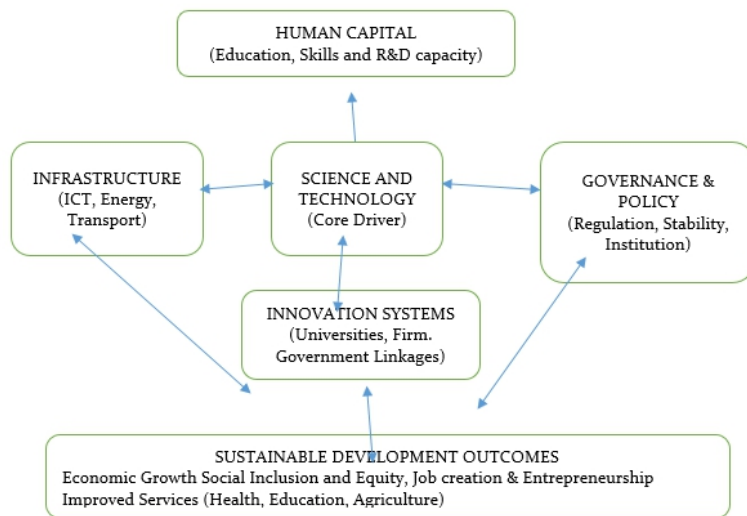 HUMAN CAPITAL
(Education, Skills and R&D capacity)
INFRASTRUCTURE
(ICT, Energy,
Transport)
SCIENCE AND
TECHNOLOGY
(Core Driver)
GOVERNANCE &
POLICY
(Regulation, Stability,
Institution)
INNOVATION SYSTEMS
(Universities, Firm.
Government Linkages)
SUSTAINABLE DEVELOPMENT OUTCOMES
Economic Growth Social Inclusion and Equity, Job creation & Entrepreneurship
Improved Services (Health, Education, Agriculture)